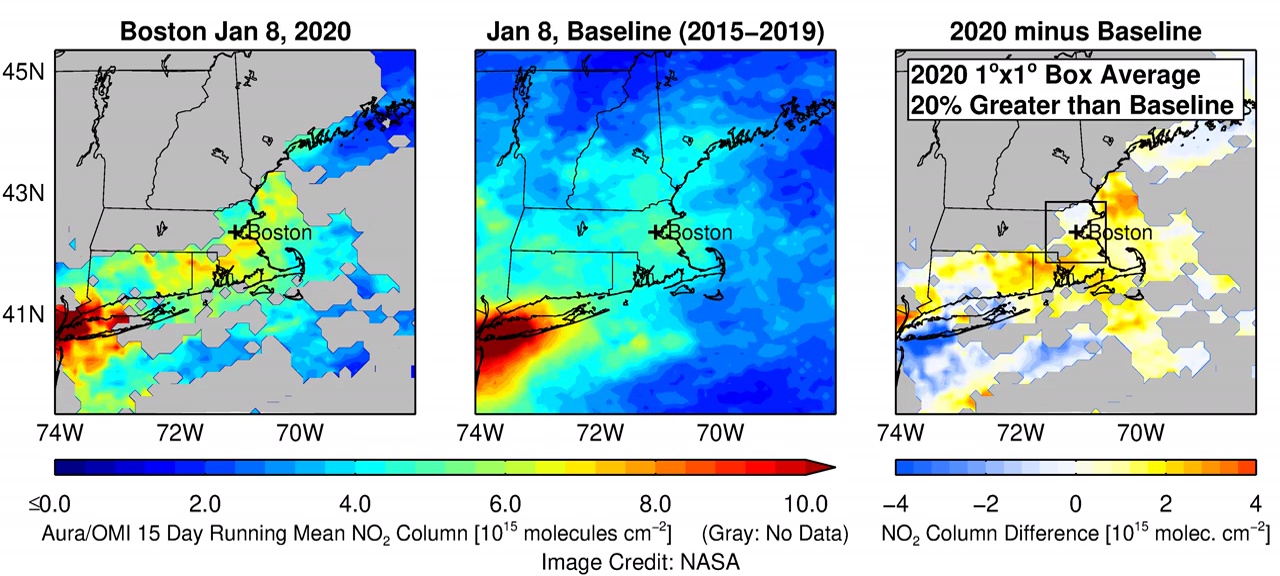 Boston Jan 8, 2020
Jan 8, Baseline (2015−2019)
2020 minus Baseline
2020 1°x1° Box Average
20% Greater than Baseline
45N
43N
41N
Boston
Boston
Boston
74W 72W 70W
74W 72W 70W
74W 72W 70W
≤0.0 2.0 4.0 6.0 8.0 10.0
−4 −2 0 2 4
Aura/OMI 15 Day Running Mean NO₂ Column [10¹⁵ molecules cm⁻²] (Gray: No Data)
NO₂ Column Difference [10¹⁵ molec. cm⁻²]
Image Credit: NASA